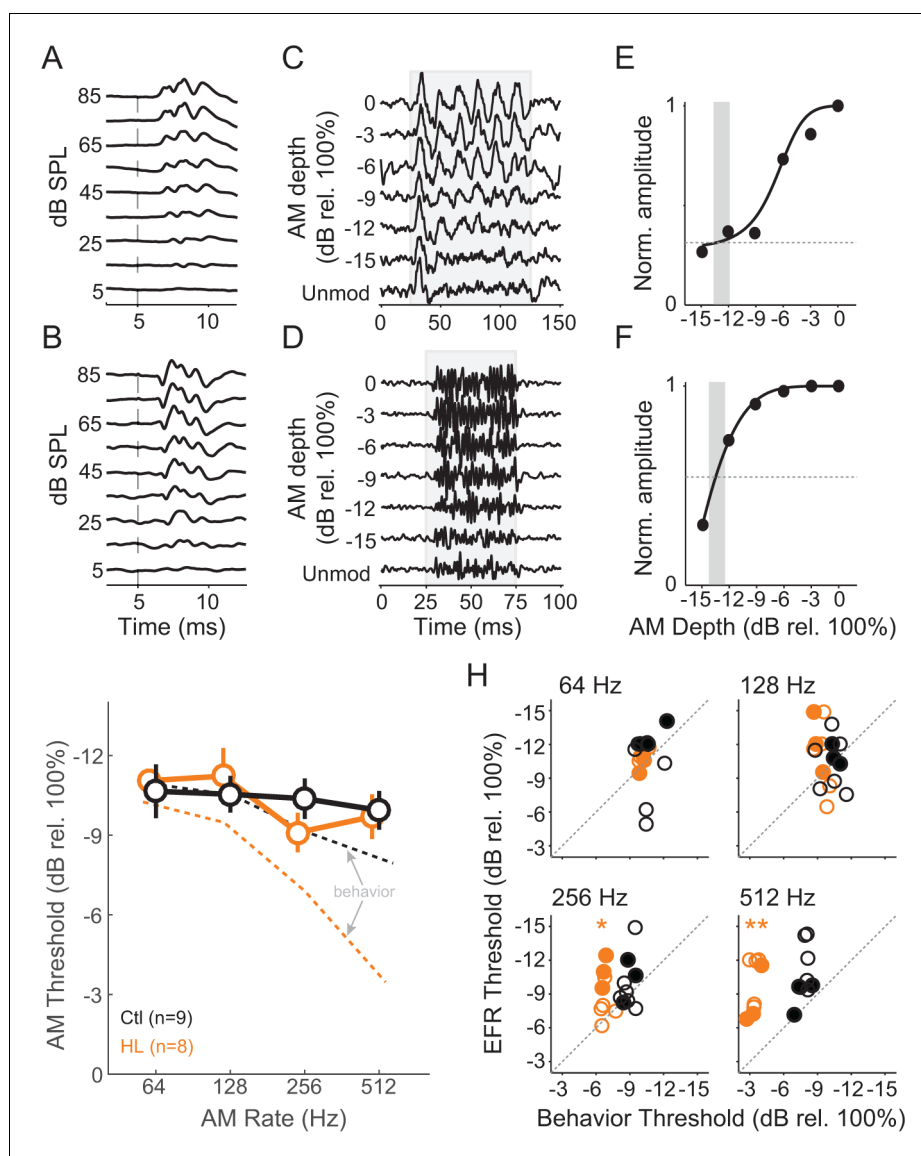 A
dB SPL
85
65
45
25
5
5 10
B
dB SPL
85
65
45
25
5
5 10
Time (ms)
C
AM depth
(dB rel. 100%)
0
-3
-6
-9
-12
-15
Unmod
0 50 100 150
D
AM depth
(dB rel. 100%)
0
-3
-6
-9
-12
-15
Unmod
0 25 50 75 100
Time (ms)
E
Norm. amplitude
1
0
-15 -12 -9 -6 -3 0
F
Norm. amplitude
1
0
-15 -12 -9 -6 -3 0
AM Depth (dB rel. 100%)
AM Threshold (dB rel. 100%)
-12
-9
-6
-3
0
behavior
Ctl (n=9)
HL (n=8)
64 128 256 512
AM Rate (Hz)
H
EFR Threshold (dB rel. 100%)
64 Hz
-15
-12
-9
-6
-3
128 Hz
256 Hz
*
-15
-12
-9
-6
-3
-3 -6 -9 -12 -15
512 Hz
**
-3 -6 -9 -12 -15
Behavior Threshold (dB rel. 100%)